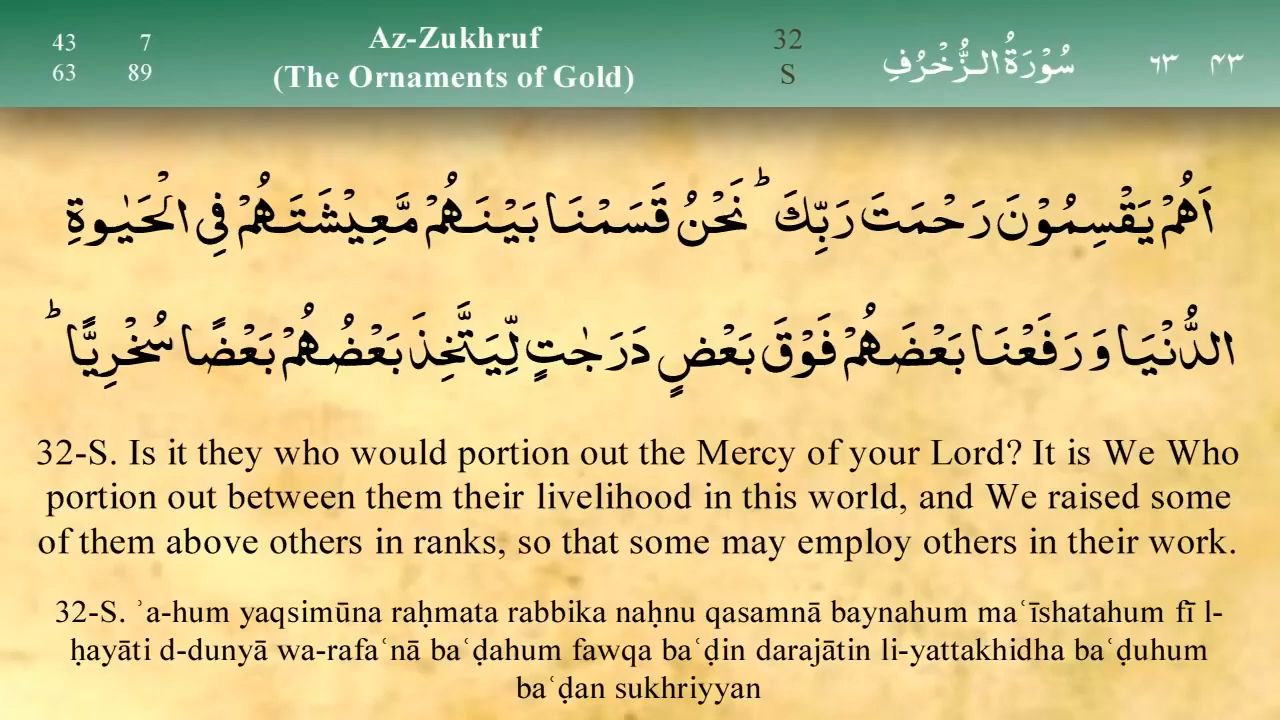 43 7
63 89
Az-Zukhruf
(The Ornaments of Gold)
32
S
سُوْرَةُ الزُّخْرُفِ ٦٣ ۴۳
اَهُمْ يَقْسِمُوْنَ رَحْمَتَ رَبِّكَ ؕ نَحْنُ قَسَمْنَا بَيْنَهُمْ مَّعِيْشَتَهُمْ فِى الْحَيٰوةِ
الدُّنْيَا وَ رَفَعْنَا بَعْضَهُمْ فَوْقَ بَعْضٍ دَرَجٰتٍ لِّيَتَّخِذَ بَعْضُهُمْ بَعْضًا سُخْرِيًّا ؕ
32-S. Is it they who would portion out the Mercy of your Lord? It is We Who
portion out between them their livelihood in this world, and We raised some
of them above others in ranks, so that some may employ others in their work.
32-S. ʾa-hum yaqsimūna raḥmata rabbika naḥnu qasamnā baynahum maʿīshatahum fī l-
ḥayāti d-dunyā wa-rafaʿnā baʿḍahum fawqa baʿḍin darajātin li-yattakhidha baʿḍuhum
baʿḍan sukhriyyan